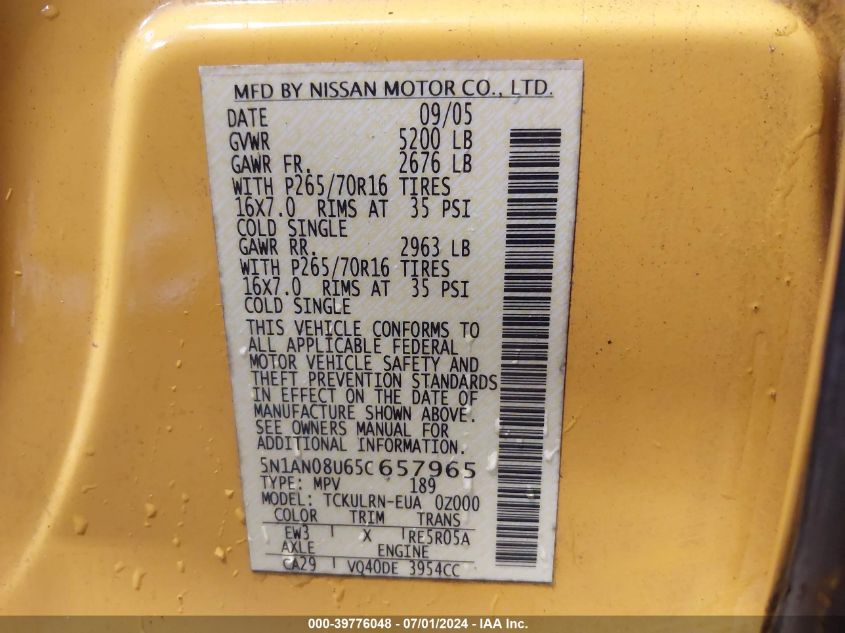 MFD BY NISSAN MOTOR CO., LTD.
DATE 09/05
GVWR 5200 LB
GAWR FR. 2676 LB
WITH P265/70R16 TIRES
16X7.0 RIMS AT 35 PSI
COLD SINGLE
GAWR RR. 2963 LB
WITH P265/70R16 TIRES
16X7.0 RIMS AT 35 PSI
COLD SINGLE
THIS VEHICLE CONFORMS TO
ALL APPLICABLE FEDERAL
MOTOR VEHICLE SAFETY AND
THEFT PREVENTION STANDARDS
IN EFFECT ON THE DATE OF
MANUFACTURE SHOWN ABOVE.
SEE OWNERS MANUAL FOR
ADDITIONAL INFORMATION.
5N1AN08U65C657965
TYPE: MPV 189
MODEL: TCKULRN-EUA 0Z000
COLOR TRIM TRANS
EW3 X RE5R05A
AXLE ENGINE
CA29 VQ40DE 3954CC
000-39776048 - 07/01/2024 - IAA Inc.